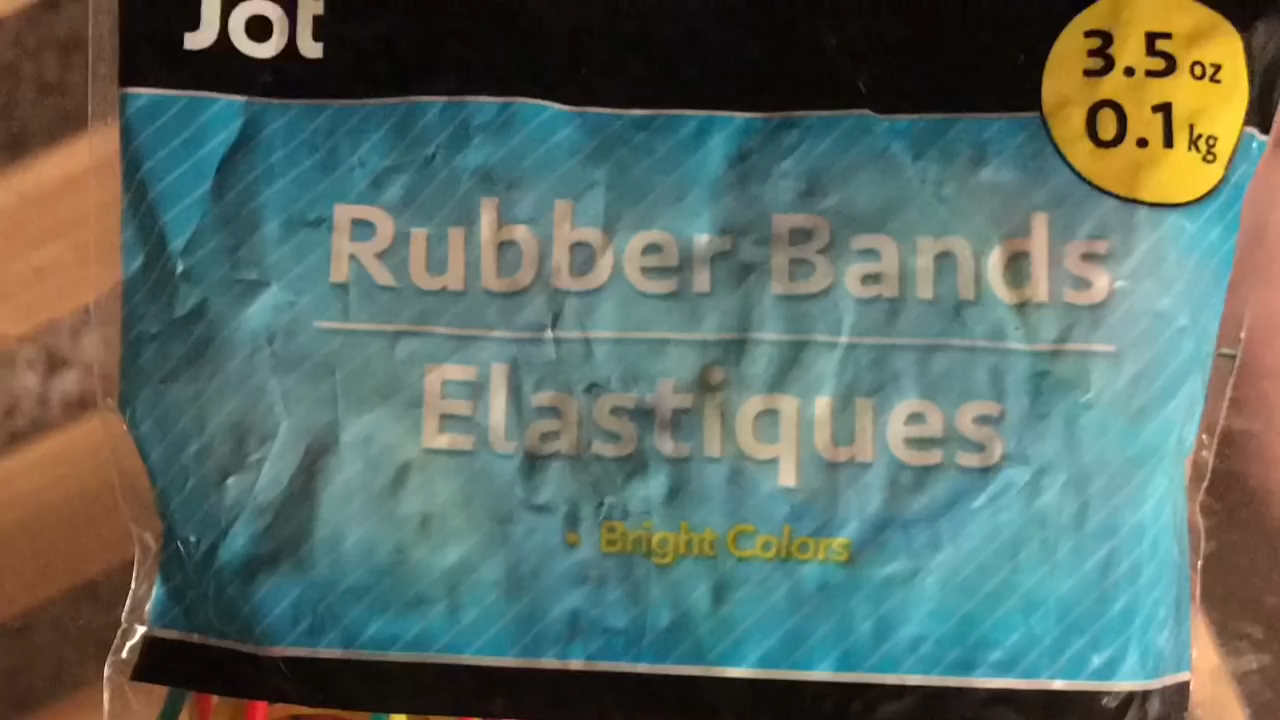 Jot
3.5 oz
0.1 kg
Rubber Bands
Elastiques
• Bright Colors